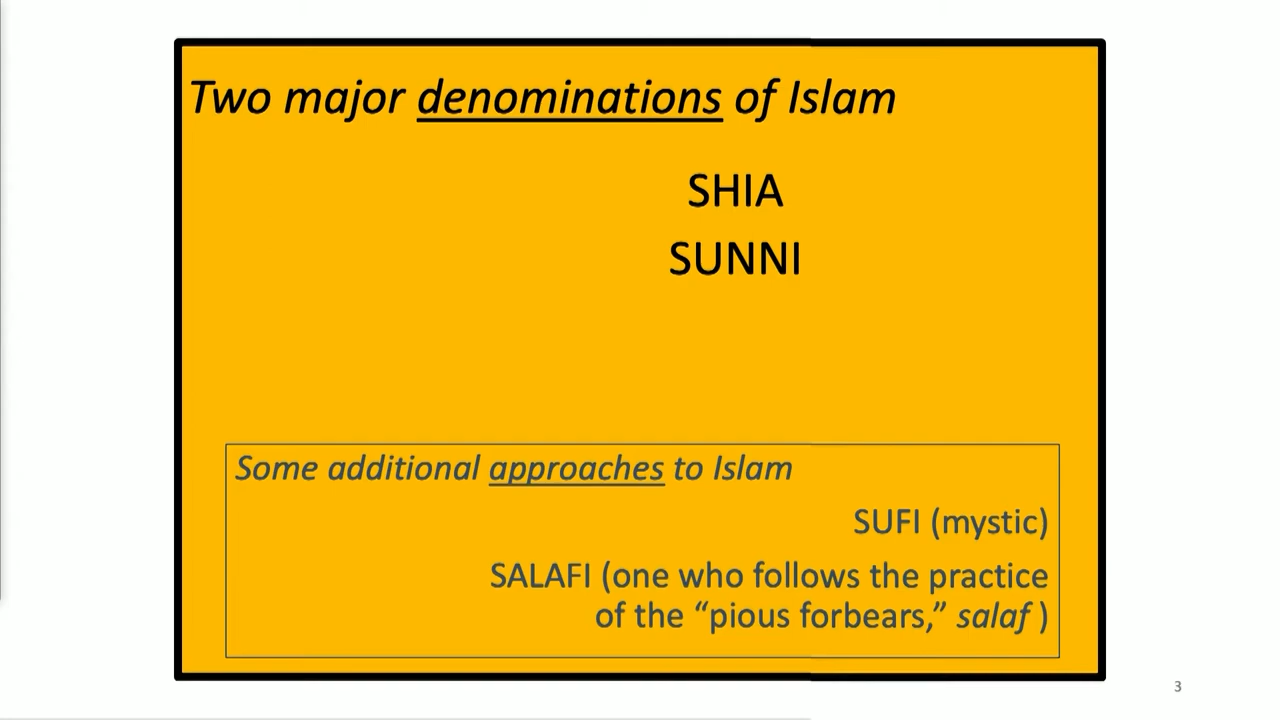 Two major denominations of Islam
SHIA
SUNNI
Some additional approaches to Islam
SUFI (mystic)
SALAFI (one who follows the practice
of the “pious forbears,” salaf )
3